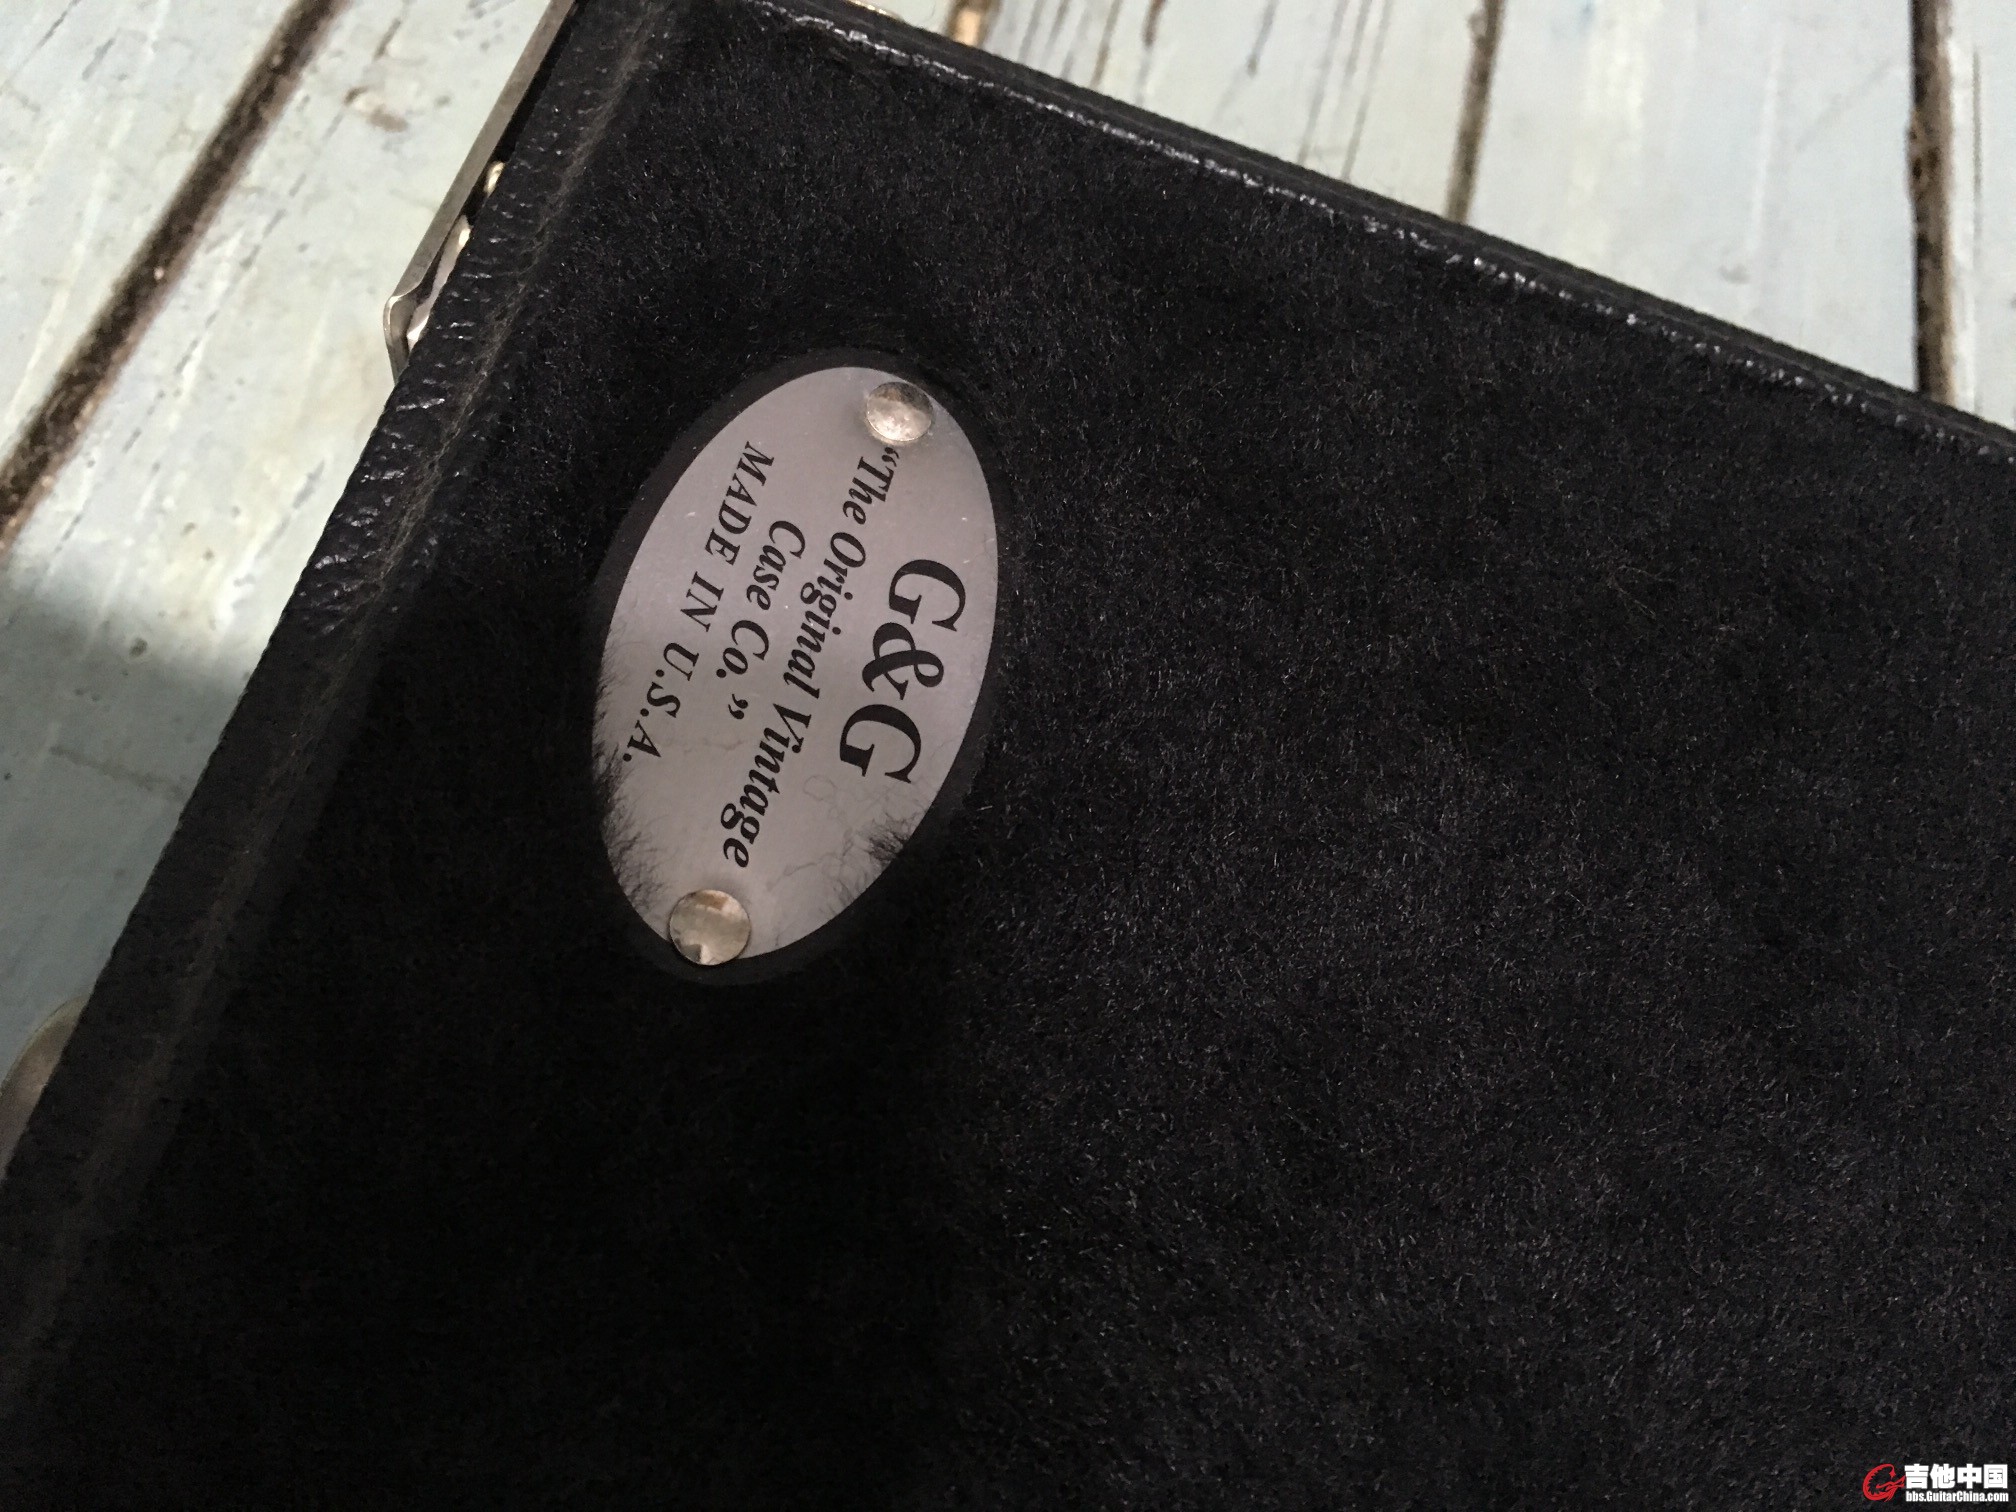 G&G
“The Original Vintage
Case Co.”
MADE IN U.S.A.
吉他中国
bbs.GuitarChina.com